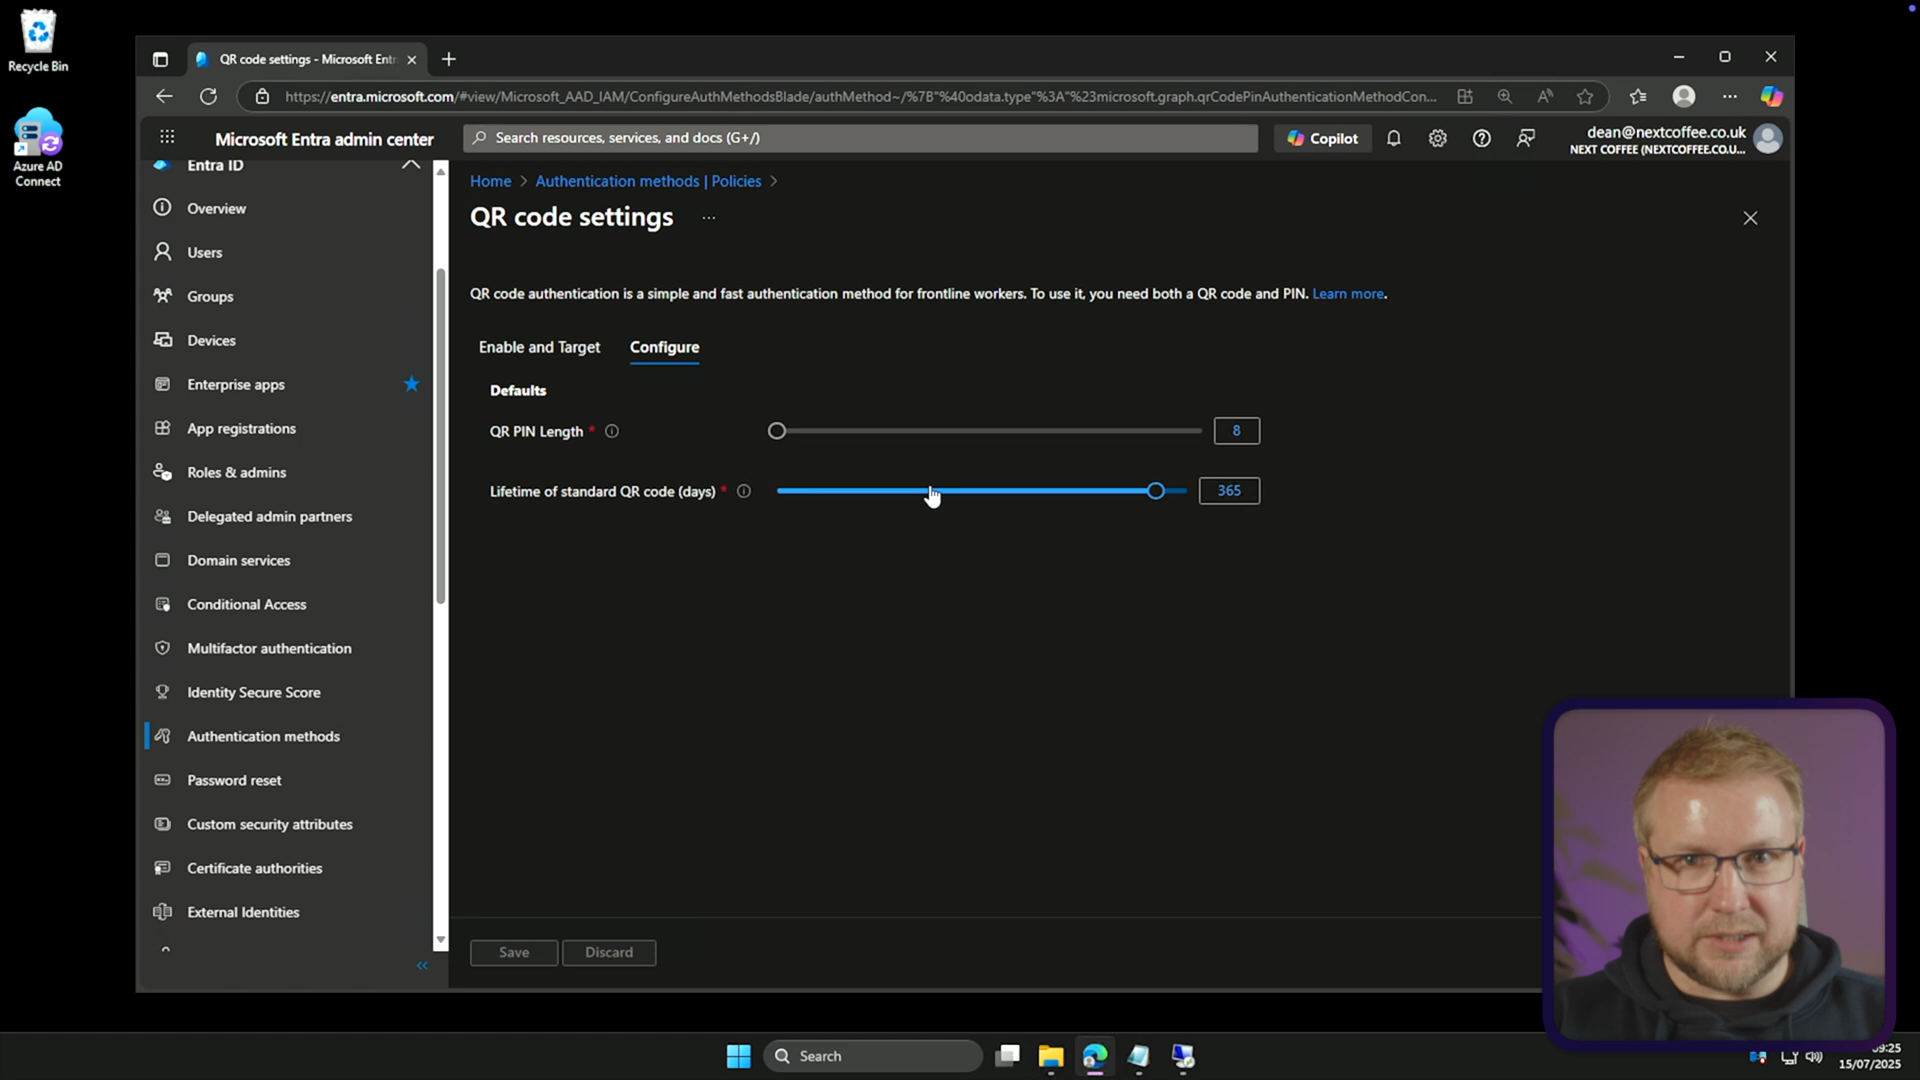 Recycle Bin
Azure AD
Connect
QR code settings - Microsoft Entr
https://entra.microsoft.com/#view/Microsoft_AAD_IAM/ConfigureAuthMethodsBlade/authMethod~/%7B"%40odata.type"%3A"%23microsoft.graph.qrCodePinAuthenticationMethodCon...
Microsoft Entra admin center
Search resources, services, and docs (G+/)
Copilot
dean@nextcoffee.co.uk
NEXT COFFEE (NEXTCOFFEE.CO.U...
Entra ID
Overview
Users
Groups
Devices
Enterprise apps
App registrations
Roles & admins
Delegated admin partners
Domain services
Conditional Access
Multifactor authentication
Identity Secure Score
Authentication methods
Password reset
Custom security attributes
Certificate authorities
External Identities
Home > Authentication methods | Policies >
QR code settings ...
QR code authentication is a simple and fast authentication method for frontline workers. To use it, you need both a QR code and PIN. Learn more.
Enable and Target
Configure
Defaults
QR PIN Length *
8
Lifetime of standard QR code (days) *
365
Save
Discard
Search
09:25
15/07/2025